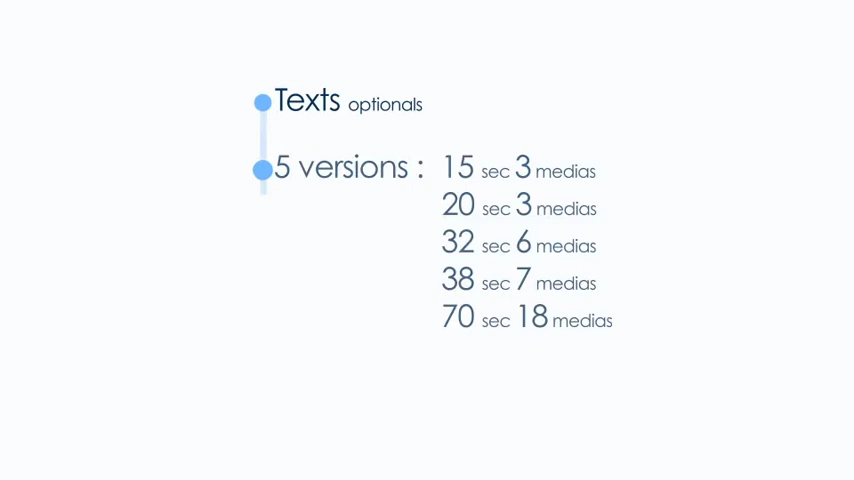 Texts optionals
5 versions : 15 sec 3 medias
20 sec 3 medias
32 sec 6 medias
38 sec 7 medias
70 sec 18 medias